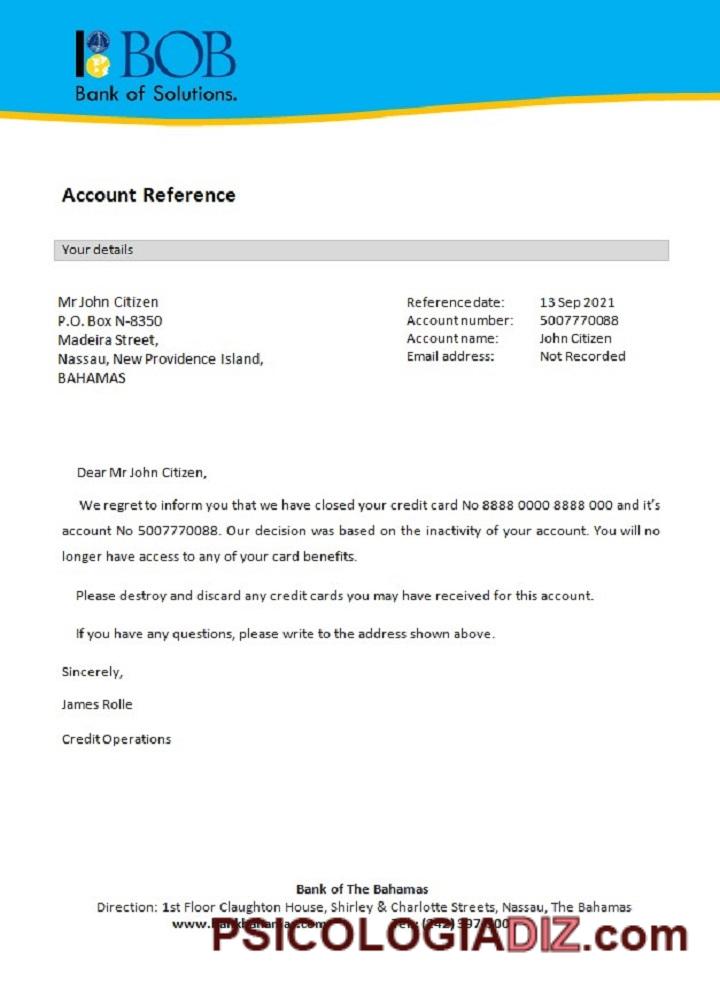 BOB
Bank of Solutions.
Account Reference
Your details
Mr John Citizen
P.O. Box N-8350
Madeira Street,
Nassau, New Providence Island,
BAHAMAS
Reference date: 13 Sep 2021
Account number: 5007770088
Account name: John Citizen
Email address: Not Recorded
Dear Mr John Citizen,
We regret to inform you that we have closed your credit card No 8888 0000 8888 000 and it's
account No 5007770088. Our decision was based on the inactivity of your account. You will no
longer have access to any of your card benefits.
Please destroy and discard any credit cards you may have received for this account.
If you have any questions, please write to the address shown above.
Sincerely,
James Rolle
Credit Operations
Bank of The Bahamas
Direction: 1st Floor Claughton House, Shirley & Charlotte Streets, Nassau, The Bahamas
PSICOLOGIADIZ.com